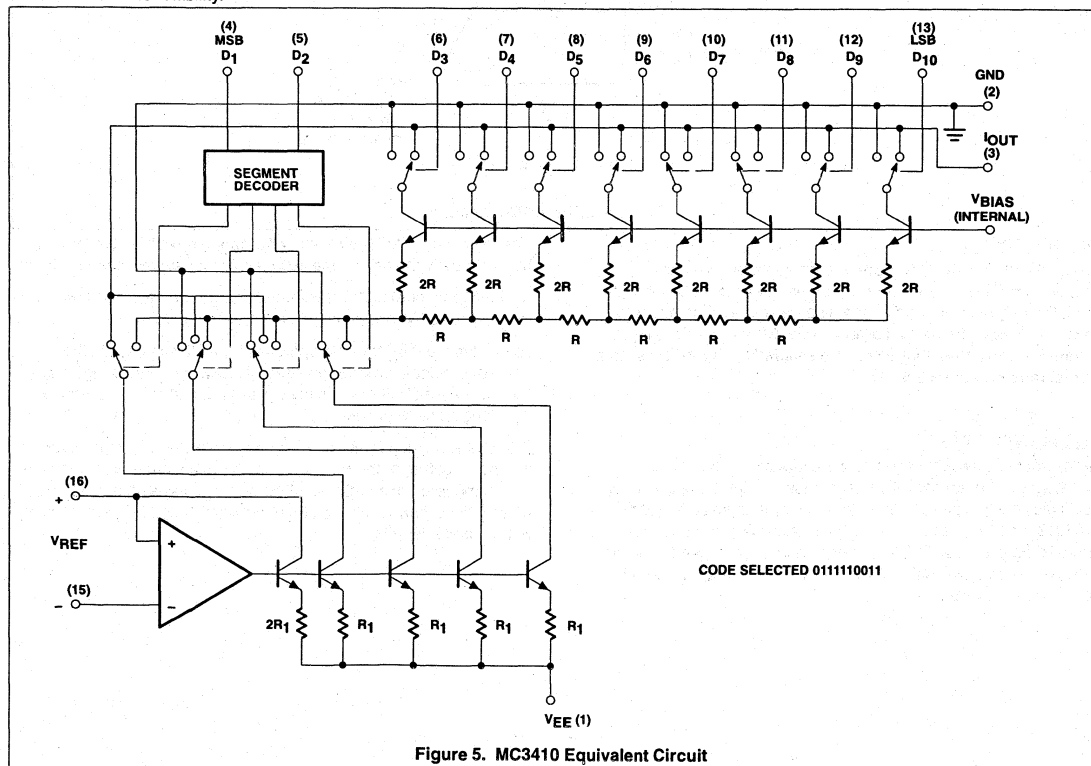 (4) (5) (6) (7) (8) (9) (10) (11) (12) (13)
MSB LSB
D1 D2 D3 D4 D5 D6 D7 D8 D9 D10
GND
(2)
IOUT
(3)
SEGMENT
DECODER
VBIAS
(INTERNAL)
2R 2R 2R 2R 2R 2R 2R 2R
R R R R R R
(16)
+
VREF
+
−
− (15)
CODE SELECTED 0111110011
2R1 R1 R1 R1 R1
VEE (1)
Figure 5. MC3410 Equivalent Circuit